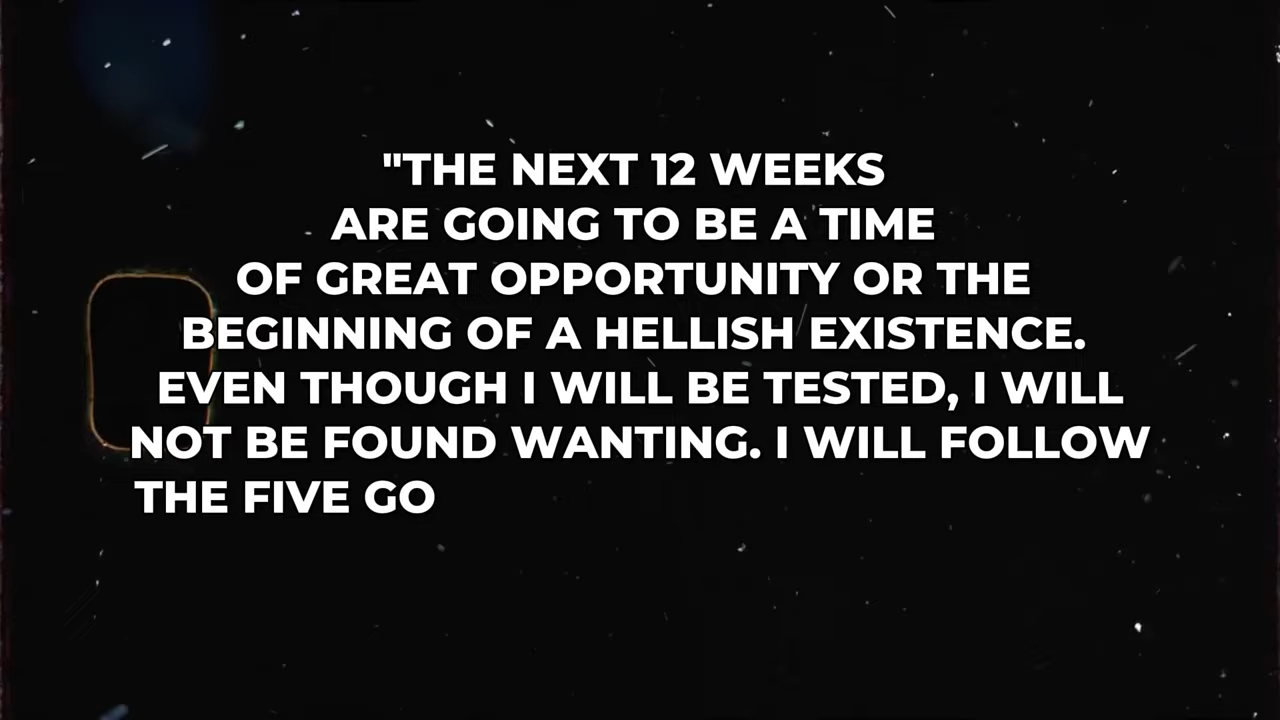 "THE NEXT 12 WEEKS
ARE GOING TO BE A TIME
OF GREAT OPPORTUNITY OR THE
BEGINNING OF A HELLISH EXISTENCE.
EVEN THOUGH I WILL BE TESTED, I WILL
NOT BE FOUND WANTING. I WILL FOLLOW
THE FIVE GO